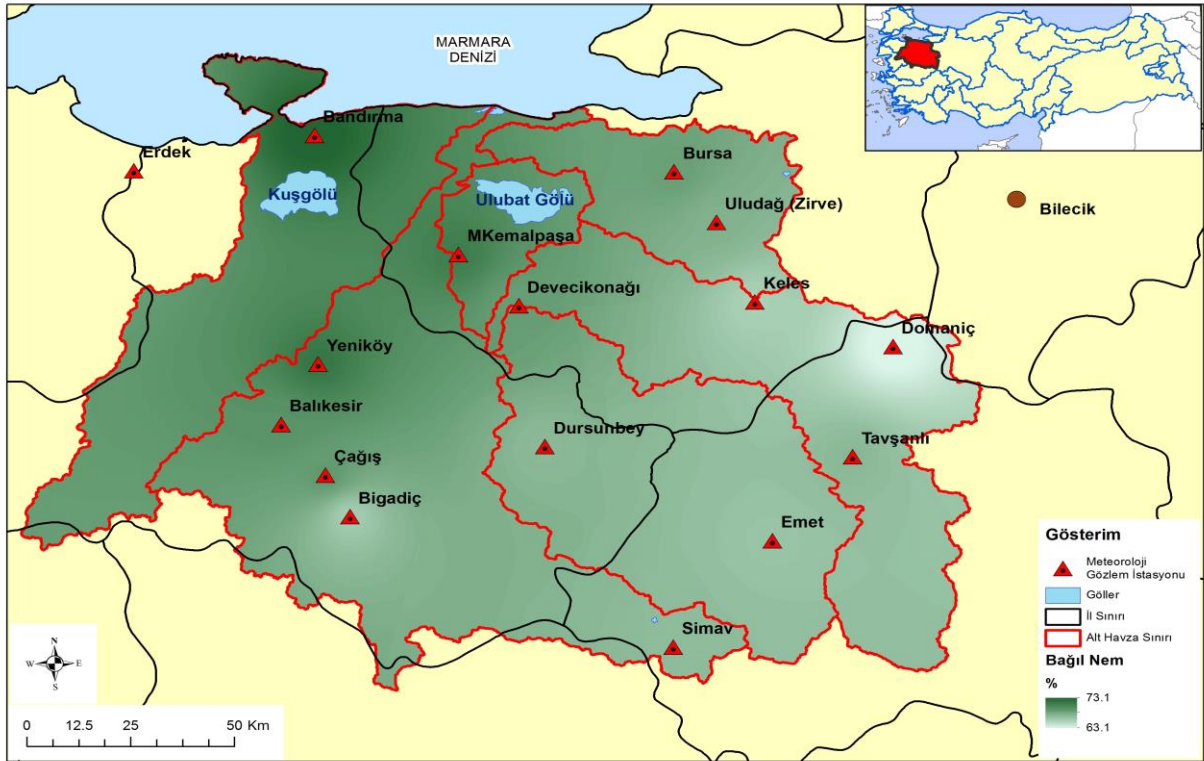 MARMARA
DENİZİ
Bandırma
Erdek
Kuşgölü
Bursa
Ulubat Gölü
Uludağ (Zirve)
Bilecik
MKemalpaşa
Devecikonağı
Keles
Domaniç
Yeniköy
Balıkesir
Dursunbey
Tavşanlı
Çağış
Bigadiç
Emet
Simav
Gösterim
Meteoroloji
Gözlem İstasyonu
Göller
İl Sınırı
Alt Havza Sınırı
Bağıl Nem
%
73.1
63.1
N
W E
S
0 12.5 25 50 Km